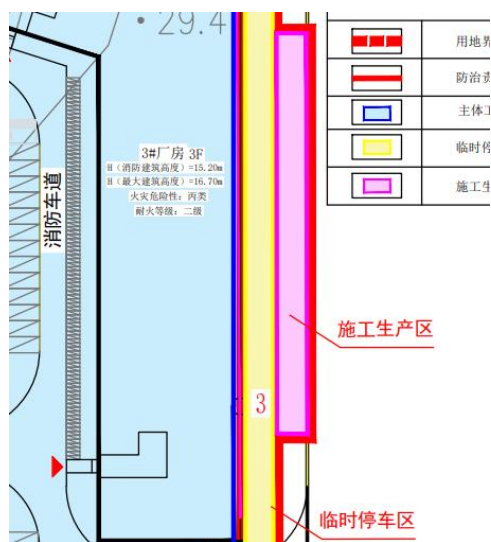 29.4
用地界
防治责
主体工
临时停
施工生
3#厂房 3F
H（消防建筑高度）=15.20m
H（最大建筑高度）=16.70m
火灾危险性：丙类
耐火等级：二级
消防车道
施工生产区
3
临时停车区